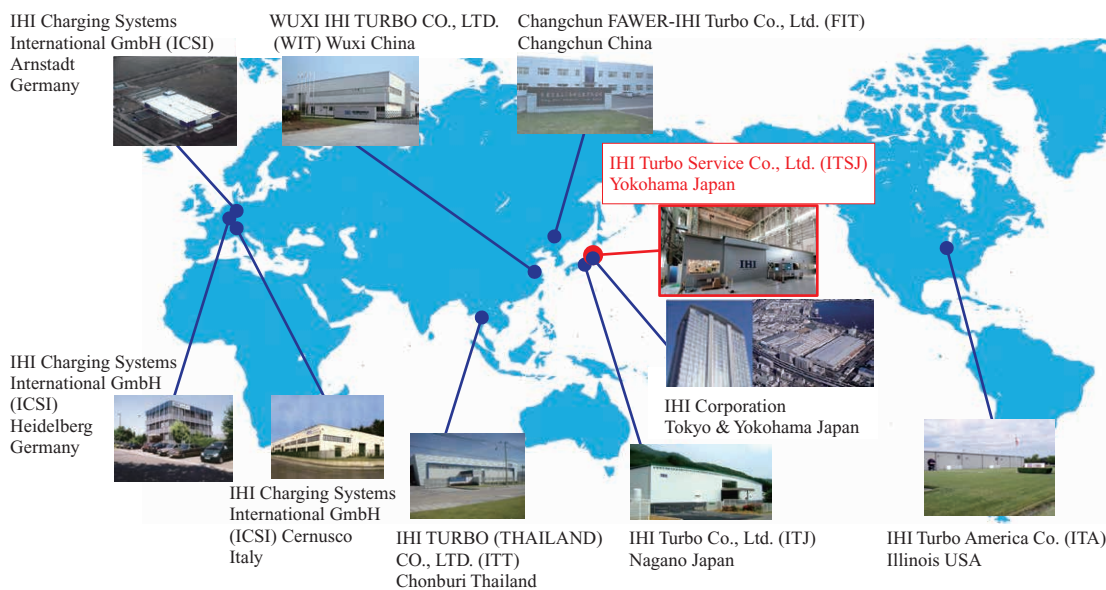 IHI Charging Systems
International GmbH (ICSI)
Arnstadt
Germany
WUXI IHI TURBO CO., LTD.
(WIT) Wuxi China
Changchun FAWER-IHI Turbo Co., Ltd. (FIT)
Changchun China
IHI Turbo Service Co., Ltd. (ITSJ)
Yokohama Japan
IHI
IHI Corporation
Tokyo & Yokohama Japan
IHI Charging Systems
International GmbH
(ICSI)
Heidelberg
Germany
IHI Charging Systems
International GmbH
(ICSI) Cernusco
Italy
IHI TURBO (THAILAND)
CO., LTD. (ITT)
Chonburi Thailand
IHI Turbo Co., Ltd. (ITJ)
Nagano Japan
IHI Turbo America Co. (ITA)
Illinois USA